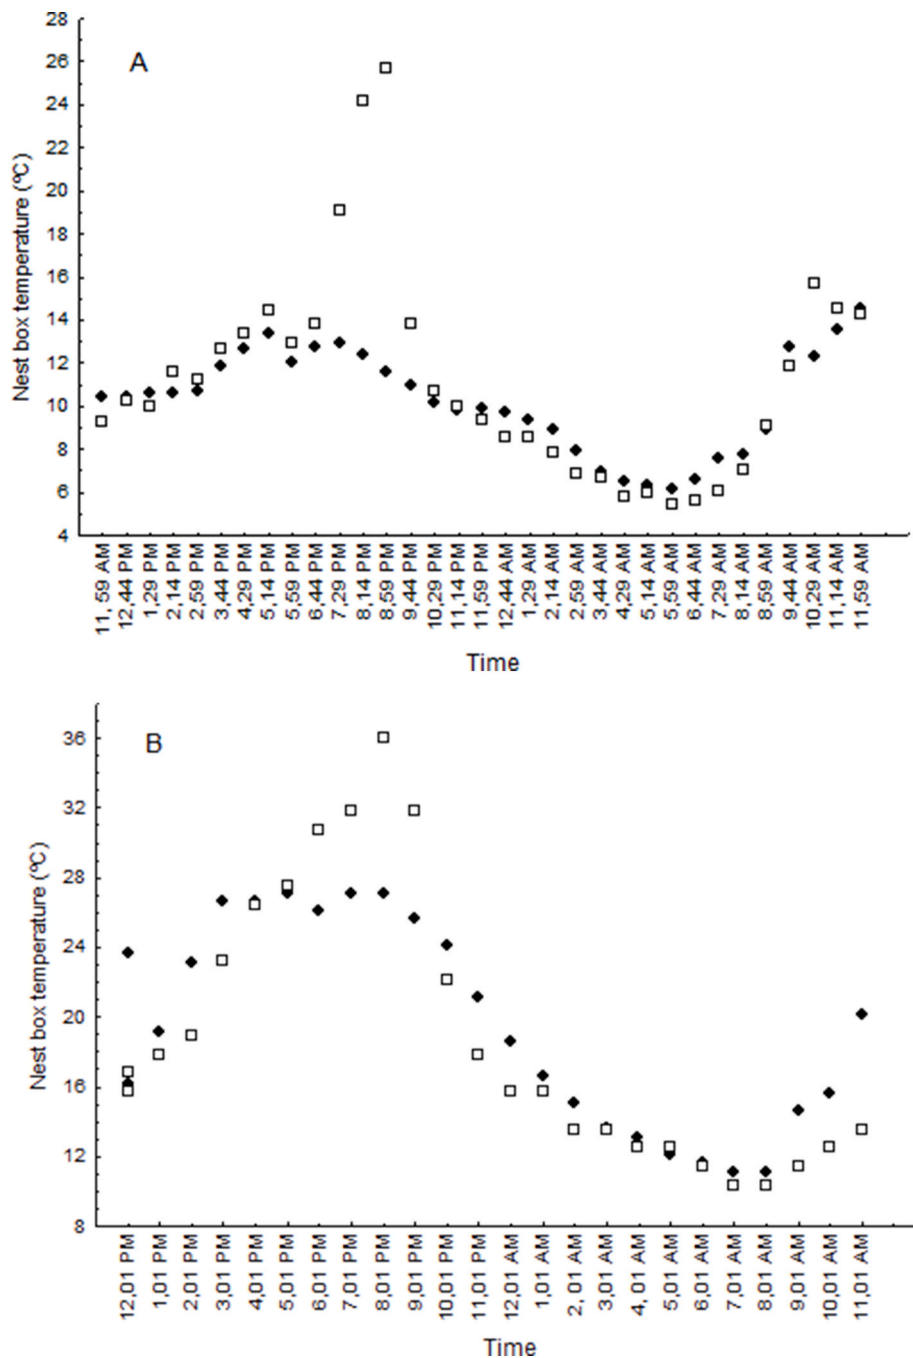 28
26
24
22
20
18
16
14
12
10
8
6
4
A
Nest box temperature (ºC)
11, 59 AM
12,444 PM
1,29 PM
2,14 PM
2,59 PM
3,444 PM
4,29 PM
5,14 PM
5,59 PM
6,444 PM
7,29 PM
8,14 PM
8,59 PM
9,444 PM
10,29 PM
11,14 PM
11,59 PM
12,444 AM
1,29 AM
2,14 AM
2,59 AM
3,444 AM
4,29 AM
5,14 AM
5,59 AM
6,444 AM
7,29 AM
8,14 AM
8,59 AM
9,444 AM
10,29 AM
11,14 AM
11,59 AM
Time
36
32
28
24
20
16
12
8
B
Nest box temperature (ºC)
12,01 PM
1,01 PM
2,01 PM
3,01 PM
4,01 PM
5,01 PM
6,01 PM
7,01 PM
8,01 PM
9,01 PM
10,01 PM
11,01 PM
12,01 AM
1,01 AM
2, 01 AM
3,01 AM
4, 01 AM
5,01 AM
6,01 AM
7,01 AM
8,01 AM
9,01 AM
10,01 AM
11,01 AM
Time